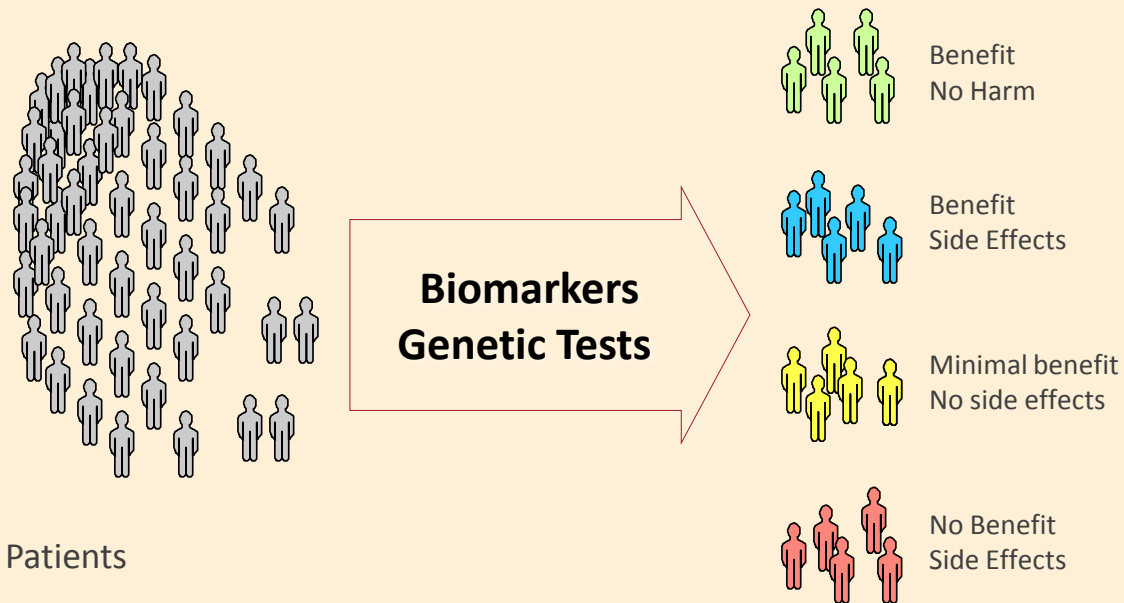 Benefit
No Harm
Benefit
Side Effects
Biomarkers
Genetic Tests
Minimal benefit
No side effects
No Benefit
Side Effects
Patients